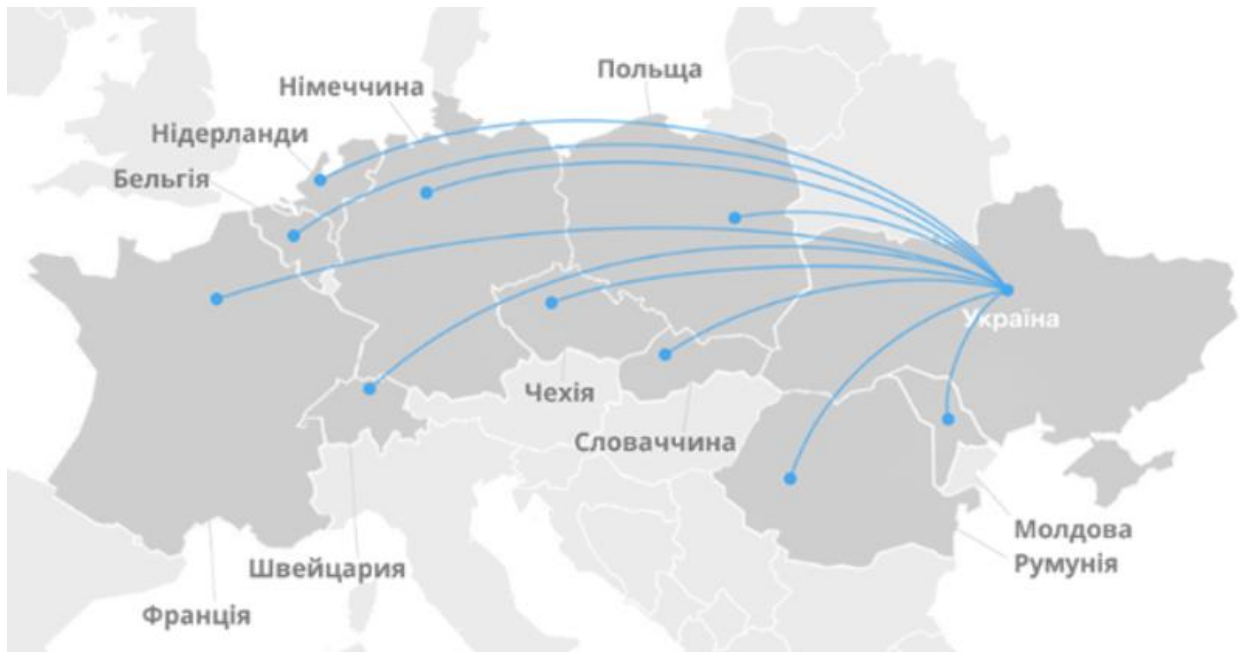 Польща
Німеччина
Нідерланди
Бельгія
Україна
Чехія
Словаччина
Молдова
Румунія
Швейцария
Франція